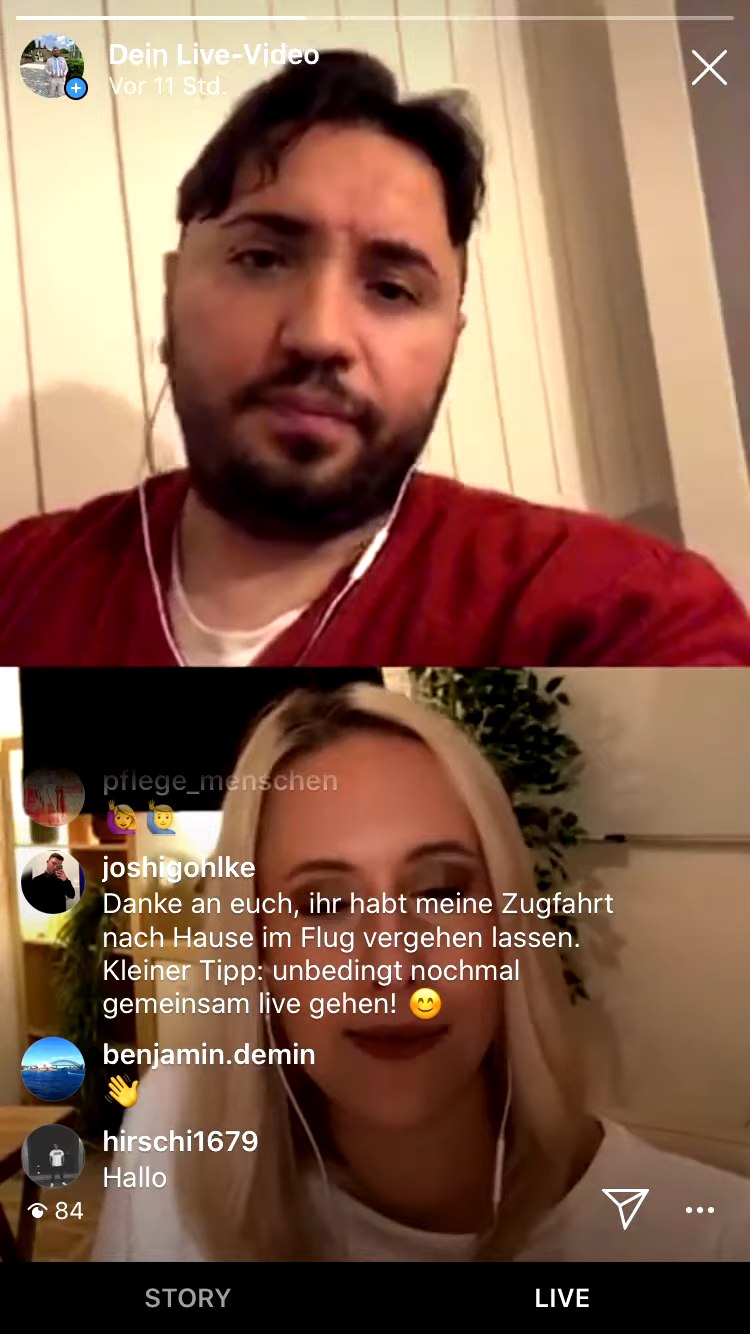 Dein Live-Video
Vor 11 Std.
pflege_menschen
🙋‍♀️🙋‍♂️
joshigohlke
Danke an euch, ihr habt meine Zugfahrt
nach Hause im Flug vergehen lassen.
Kleiner Tipp: unbedingt nochmal
gemeinsam live gehen! 😊
benjamin.demin
👋
hirschi1679
Hallo
84
STORY
LIVE